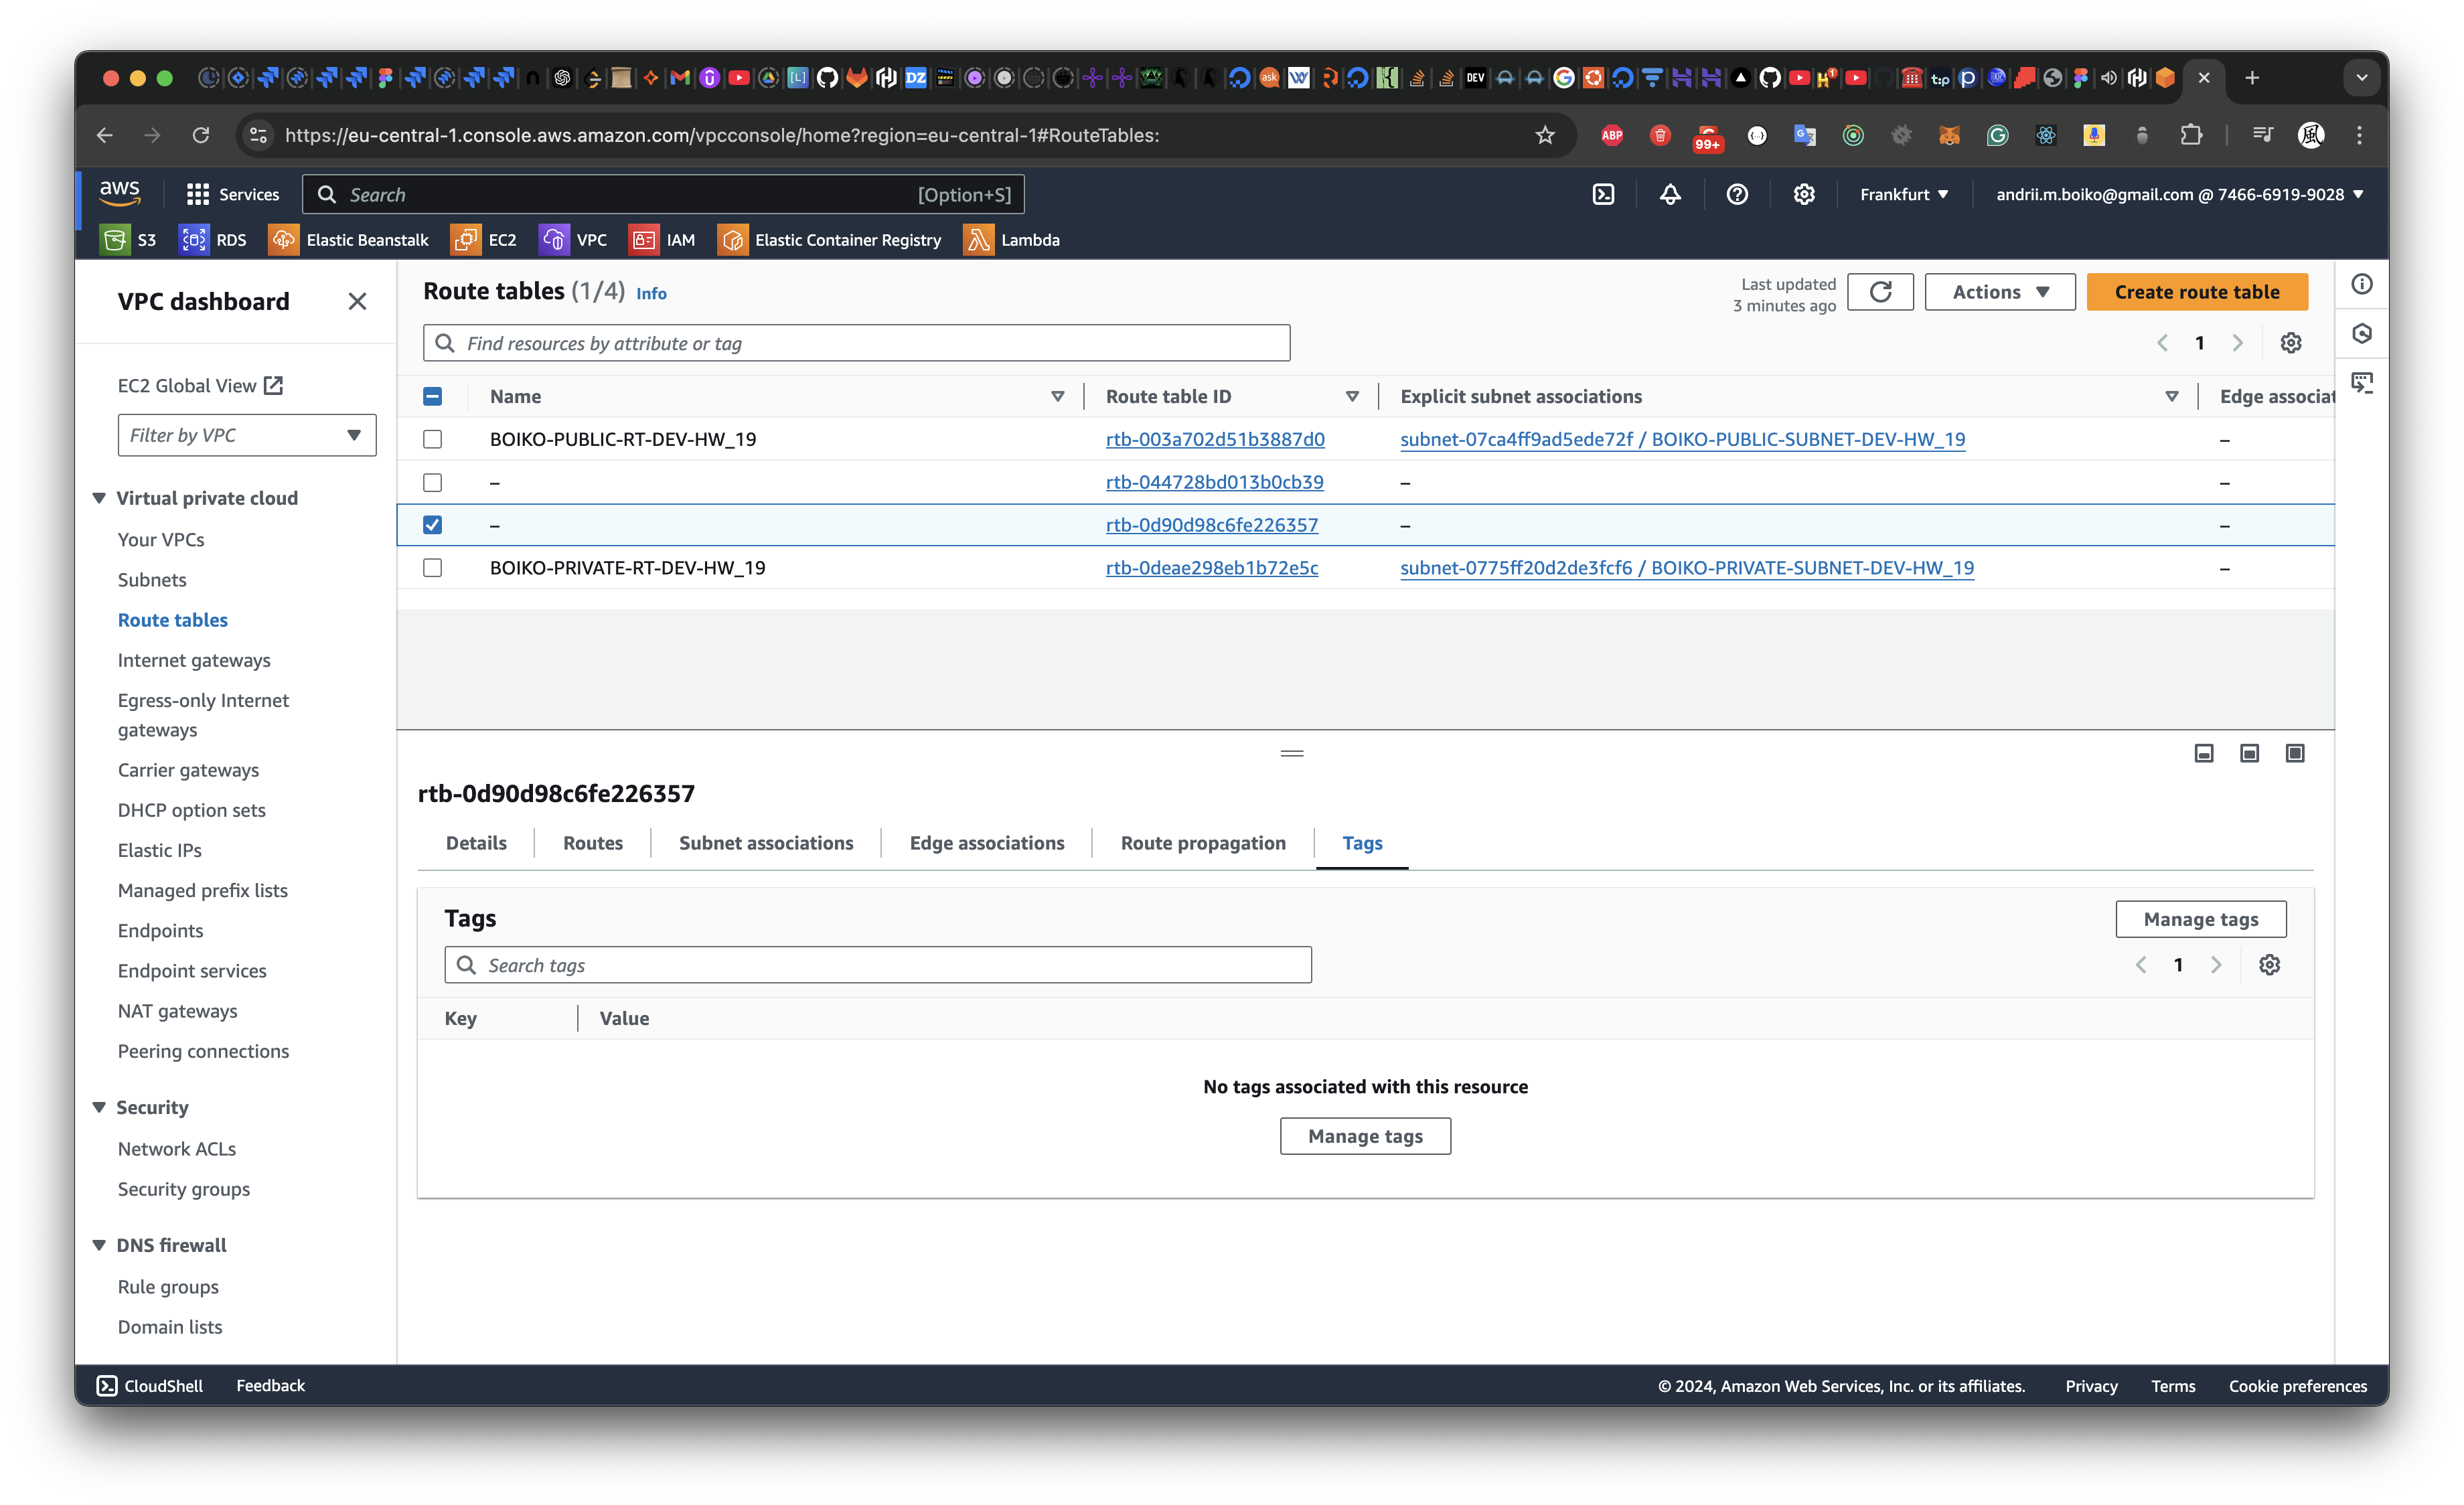 ask
DEV
DZ
[L]
t:p
https://eu-central-1.console.aws.amazon.com/vpcconsole/home?region=eu-central-1#RouteTables:
ABP
99+
風
aws
Services
Search
[Option+S]
Frankfurt
andrii.m.boiko@gmail.com @ 7466-6919-9028
S3
RDS
Elastic Beanstalk
EC2
VPC
IAM
Elastic Container Registry
Lambda
VPC dashboard
EC2 Global View
Filter by VPC
Virtual private cloud
Your VPCs
Subnets
Route tables
Internet gateways
Egress-only Internet
gateways
Carrier gateways
DHCP option sets
Elastic IPs
Managed prefix lists
Endpoints
Endpoint services
NAT gateways
Peering connections
Security
Network ACLs
Security groups
DNS firewall
Rule groups
Domain lists
Route tables (1/4) Info
Last updated
3 minutes ago
Actions
Create route table
Find resources by attribute or tag
1
Name Route table ID Explicit subnet associations Edge associat
BOIKO-PUBLIC-RT-DEV-HW_19 rtb-003a702d51b3887d0 subnet-07ca4ff9ad5ede72f / BOIKO-PUBLIC-SUBNET-DEV-HW_19 –
– rtb-044728bd013b0cb39 – –
– rtb-0d90d98c6fe226357 – –
BOIKO-PRIVATE-RT-DEV-HW_19 rtb-0deae298eb1b72e5c subnet-0775ff20d2de3fcf6 / BOIKO-PRIVATE-SUBNET-DEV-HW_19 –
rtb-0d90d98c6fe226357
Details Routes Subnet associations Edge associations Route propagation Tags
Tags
Manage tags
Search tags
1
Key Value
No tags associated with this resource
Manage tags
CloudShell Feedback
© 2024, Amazon Web Services, Inc. or its affiliates. Privacy Terms Cookie preferences